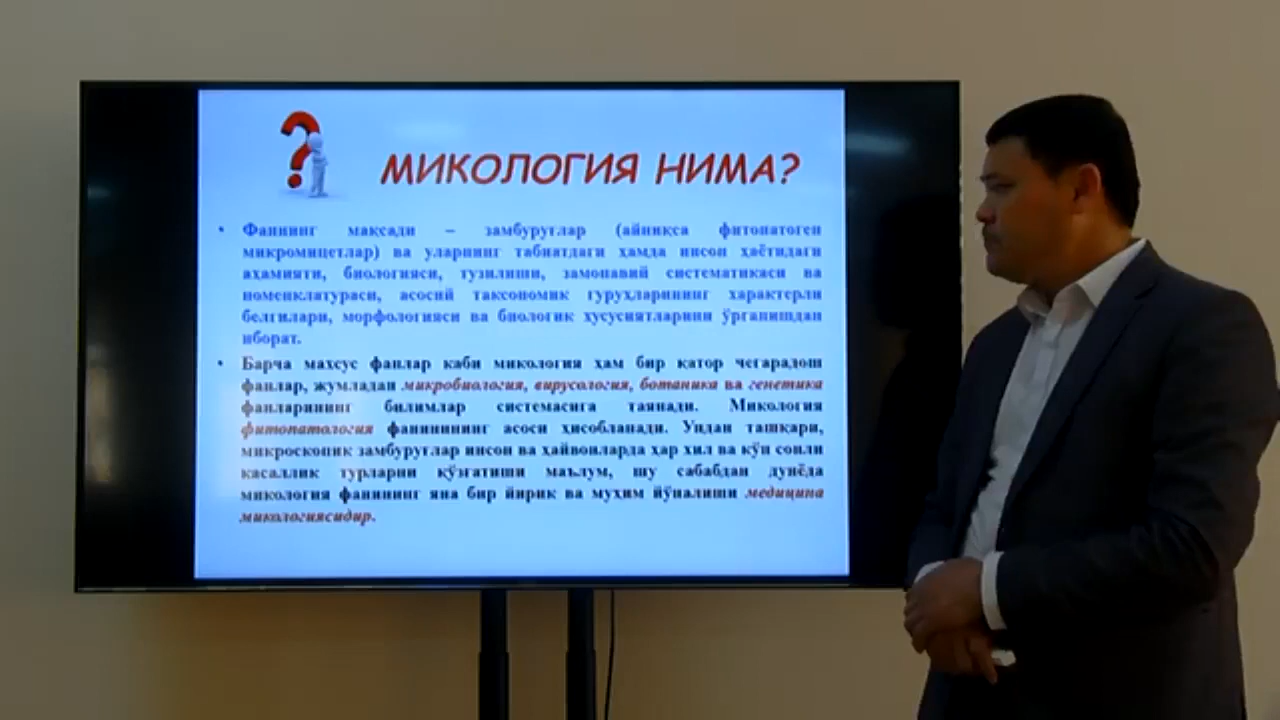 МИКОЛОГИЯ НИМА?
• Фаннинг мақсади – замбуруғлар (айниқса фитопатоген
микромицетлар) ва уларнинг табиатдаги ҳамда инсон ҳаётидаги
аҳамияти, биологияси, тузилиши, замонавий систематикаси ва
номенклатураси, асосий таксономик гуруҳларининг характерли
белгилари, морфологияси ва биологик хусусиятларини ўрганишдан
иборат.
• Барча махсус фанлар каби микология ҳам бир қатор чегарадош
фанлар, жумладан микробиология, вирусология, ботаника ва генетика
фанларининг билимлар системасига таянади. Микология
фитопатология фанинининг асоси ҳисобланади. Ундан ташқари,
микроскопик замбуруғлар инсон ва ҳайвонларда ҳар хил ва кўп сонли
касаллик турларни қўзғатиши маълум, шу сабабдан дунёда
микология фанининг яна бир йирик ва муҳим йўналиши медицина
микологиясидир.